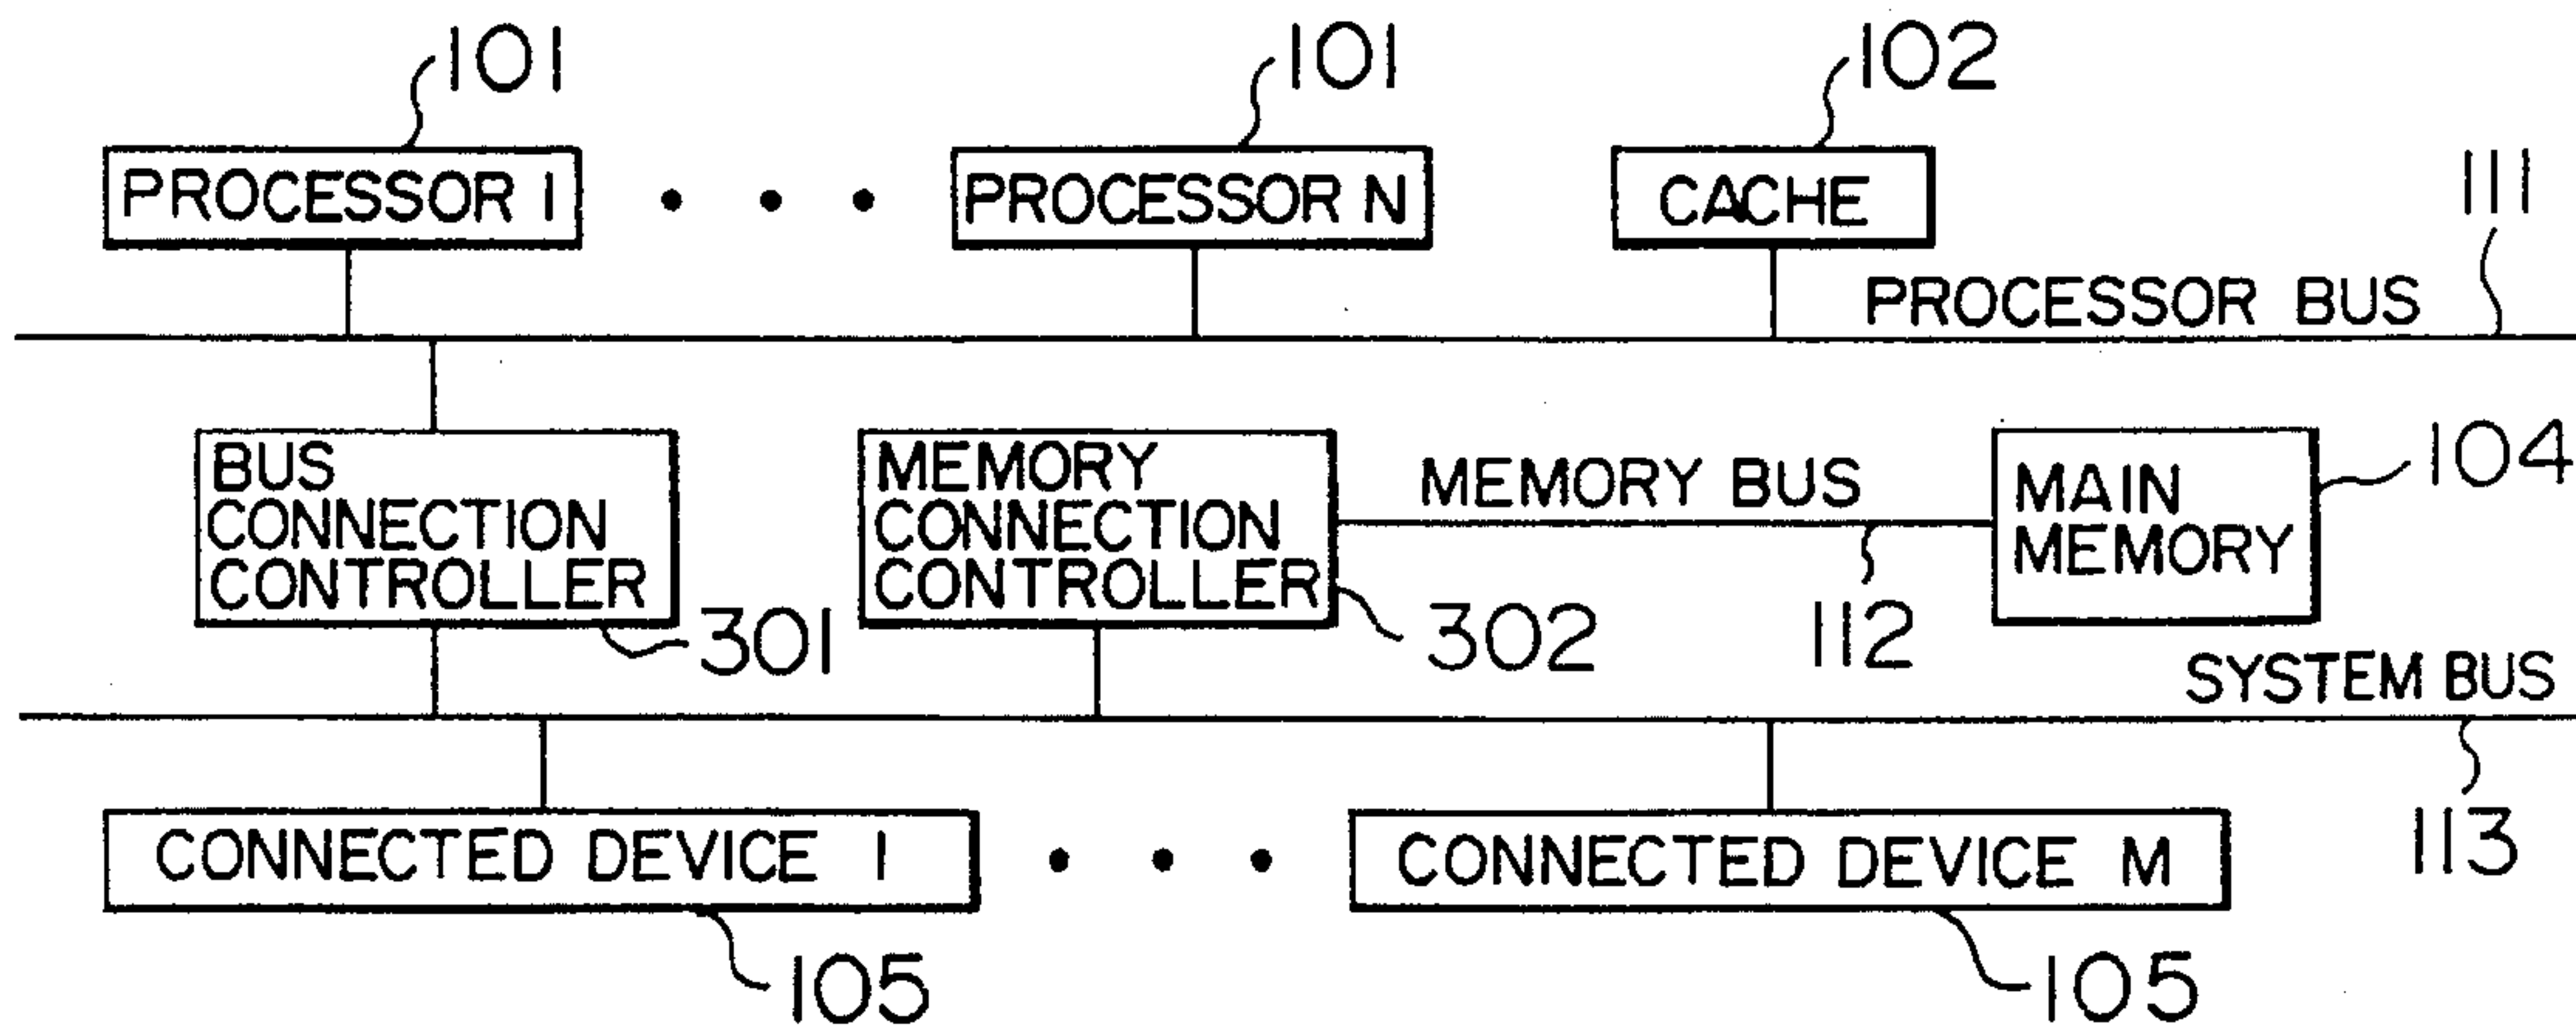 101
101
102
PROCESSOR 1
PROCESSOR N
CACHE
111
PROCESSOR BUS
BUS
CONNECTION
CONTROLLER
301
MEMORY
CONNECTION
CONTROLLER
302
MEMORY BUS
112
MAIN
MEMORY
104
SYSTEM BUS
113
CONNECTED DEVICE 1
CONNECTED DEVICE M
105
105